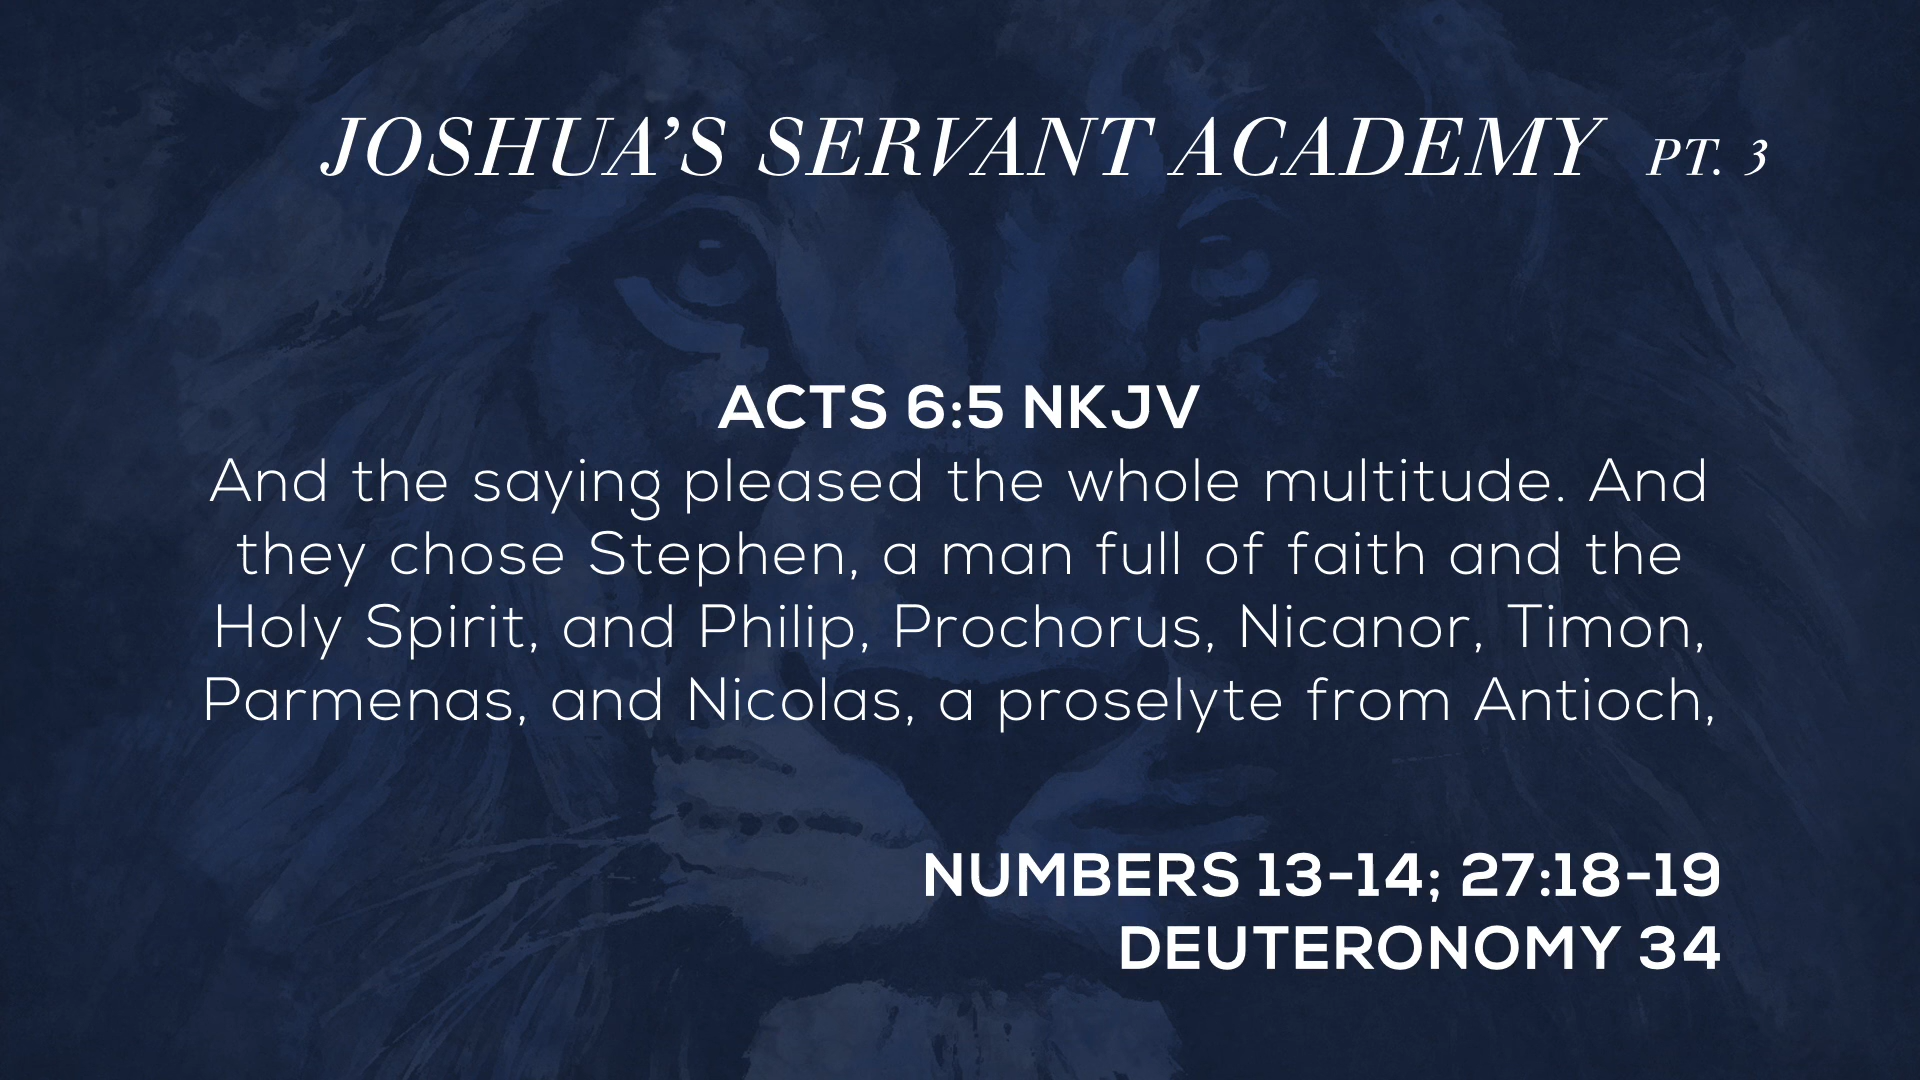 JOSHUA’S SERVANT ACADEMY PT. 3
ACTS 6:5 NKJV
And the saying pleased the whole multitude. And
they chose Stephen, a man full of faith and the
Holy Spirit, and Philip, Prochorus, Nicanor, Timon,
Parmenas, and Nicolas, a proselyte from Antioch,
NUMBERS 13-14; 27:18-19
DEUTERONOMY 34